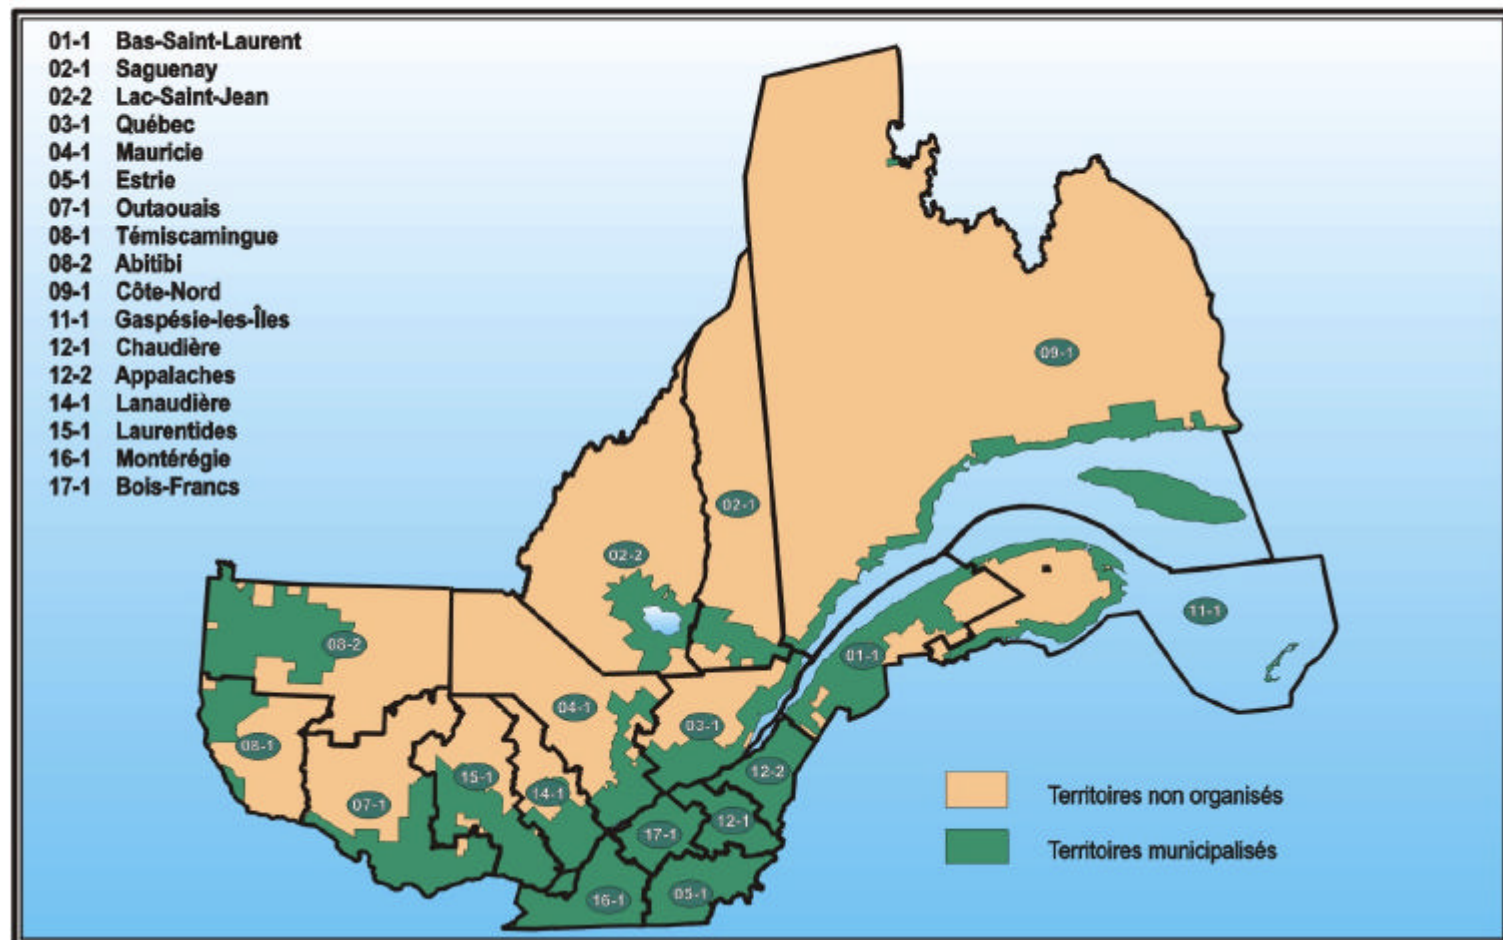 01-1 Bas-Saint-Laurent
02-1 Saguenay
02-2 Lac-Saint-Jean
03-1 Québec
04-1 Mauricie
05-1 Estrie
07-1 Outaouais
08-1 Témiscamingue
08-2 Abitibi
09-1 Côte-Nord
11-1 Gaspésie-les-Îles
12-1 Chaudière
12-2 Appalaches
14-1 Lanaudière
15-1 Laurentides
16-1 Montérégie
17-1 Bois-Francs
09-1
02-1
02-2
11-1
08-2
01-1
04-1
03-1
08-1
12-2
15-1
14-1
07-1
12-1
17-1
05-1
16-1
Territoires non organisés
Territoires municipalisés